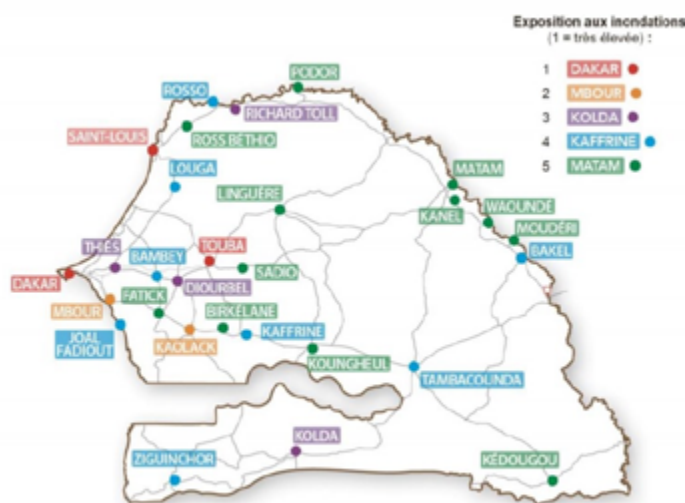 Exposition aux inondations
(1 = très élevée) :
1 DAKAR
2 MBOUR
3 KOLDA
4 KAFFRINE
5 MATAM
PODOR
ROSSO
RICHARD TOLL
ROSS BÉTHIO
SAINT-LOUIS
LOUGA
MATAM
LINGUÈRE
KANEL
WAOUNDÉ
MOUDÉRI
THIÈS
BAMBEY
TOUBA
BAKEL
DAKAR
DIOURBEL
SADIO
MBOUR
FATICK
BIRKÉLANE
JOAL
FADIOUT
KAOLACK
KAFFRINE
KOUNGHEUL
TAMBACOUNDA
KOLDA
ZIGUINCHOR
KÉDOUGOU